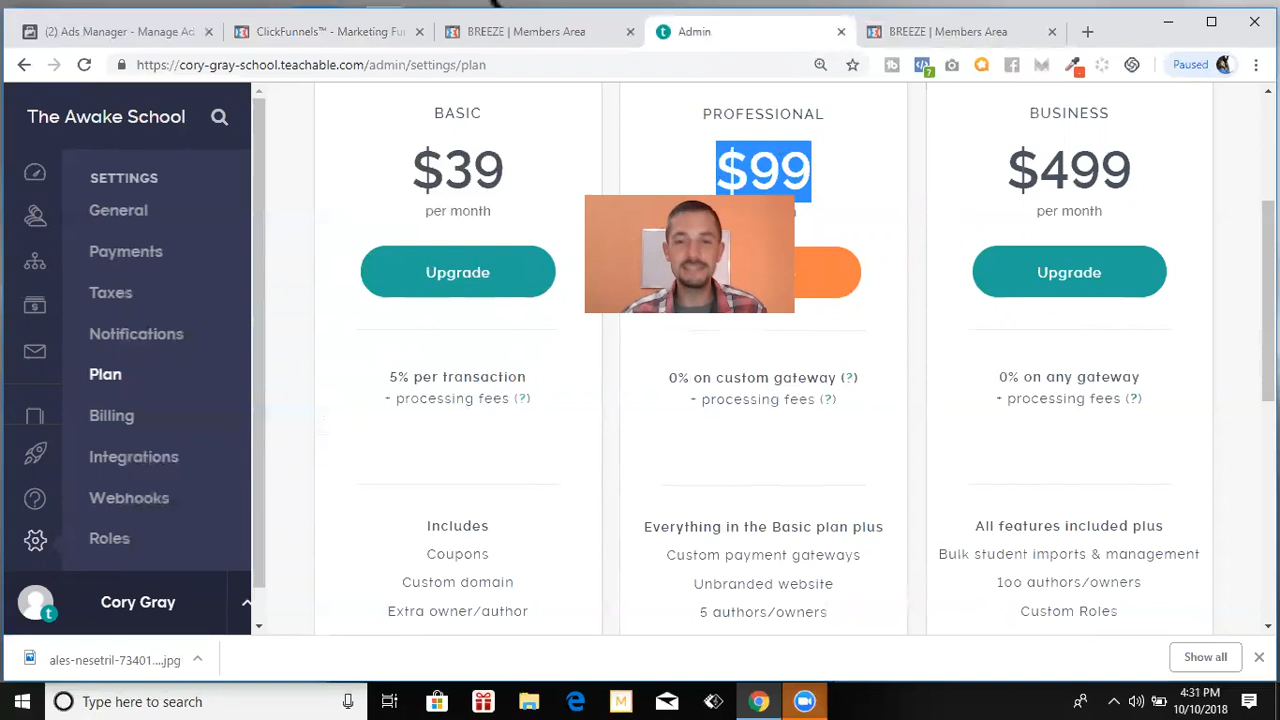 (2) Ads Manager - Manage Ad
ClickFunnels™ - Marketing Fu
BREEZE | Members Area
Admin
BREEZE | Members Area
https://cory-gray-school.teachable.com/admin/settings/plan
7
Paused
The Awake School
SETTINGS
General
Payments
Taxes
Notifications
Plan
Billing
Integrations
Webhooks
Roles
Cory Gray
BASIC
$39
per month
Upgrade
5% per transaction
+ processing fees (?)
Includes
Coupons
Custom domain
Extra owner/author
PROFESSIONAL
$99
0% on custom gateway (?)
+ processing fees (?)
Everything in the Basic plan plus
Custom payment gateways
Unbranded website
5 authors/owners
BUSINESS
$499
per month
Upgrade
0% on any gateway
+ processing fees (?)
All features included plus
Bulk student imports & management
100 authors/owners
Custom Roles
ales-nesetril-73401....jpg
Show all
Type here to search
4:31 PM
10/10/2018